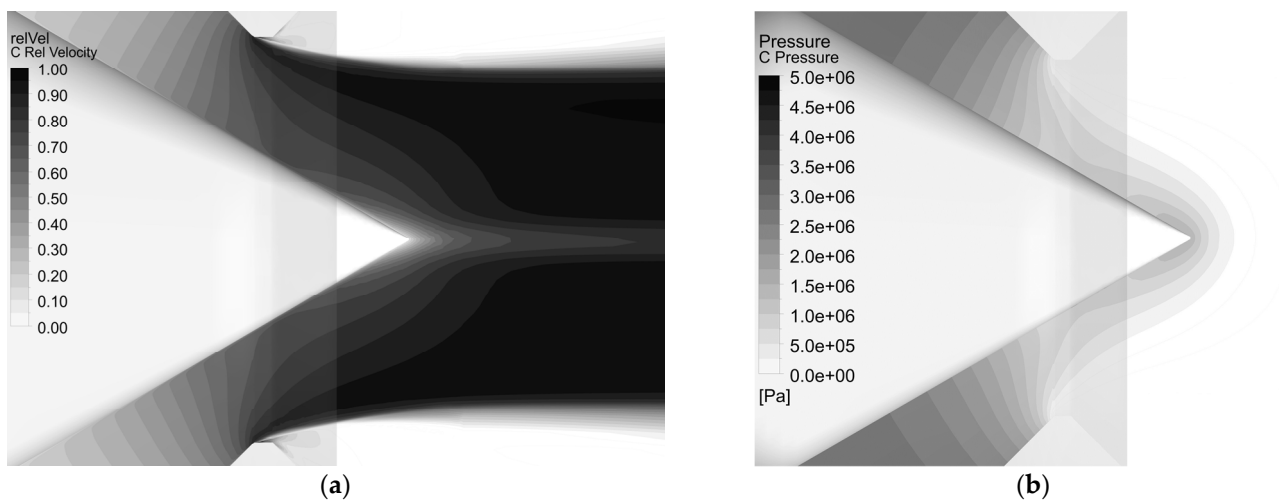 relVel
C Rel Velocity
1.00
0.90
0.80
0.70
0.60
0.50
0.40
0.30
0.20
0.10
0.00
(a)
Pressure
C Pressure
5.0e+06
4.5e+06
4.0e+06
3.5e+06
3.0e+06
2.5e+06
2.0e+06
1.5e+06
1.0e+06
5.0e+05
0.0e+00
[Pa]
(b)